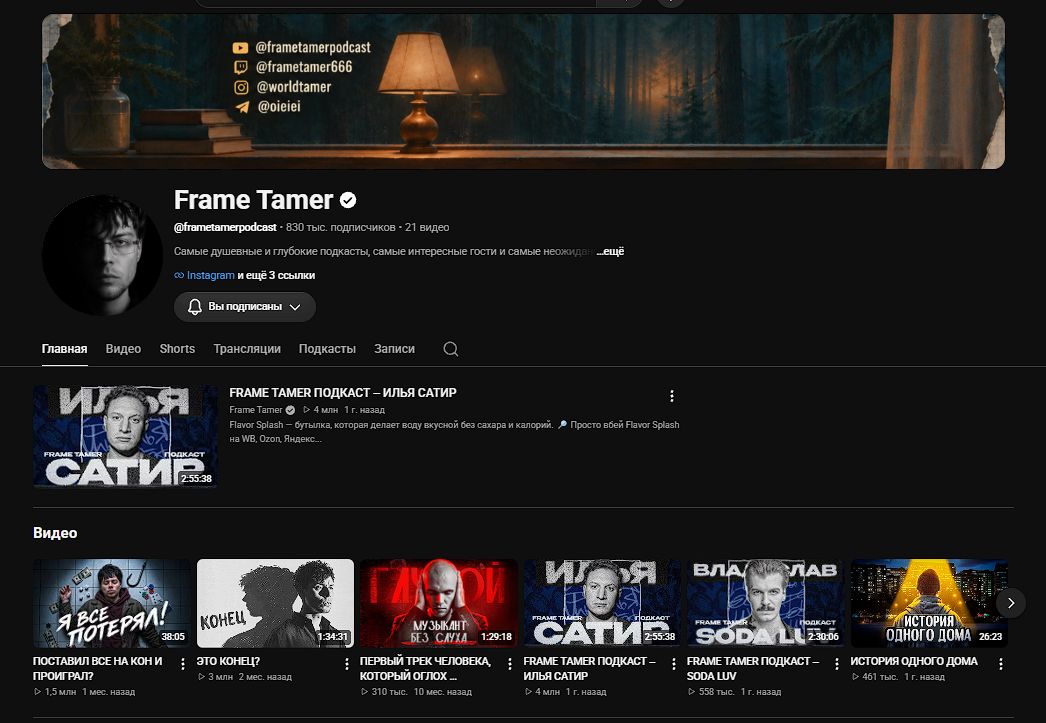 @frametamerpodcast
@frametamer666
@worldtamer
@oieiei
Frame Tamer
@frametamerpodcast • 830 тыс. подписчиков • 21 видео
Самые душевные и глубокие подкасты, самые интересные гости и самые неожидан ...ещё
Instagram и ещё 3 ссылки
Вы подписаны
Главная Видео Shorts Трансляции Подкасты Записи
ИЛЬЯ
FRAME TAMER ПОДКАСТ
САТИР
2:55:38
FRAME TAMER ПОДКАСТ – ИЛЬЯ САТИР
Frame Tamer 4 млн 1 г. назад
Flavor Splash — бутылка, которая делает воду вкусной без сахара и калорий. 🔎 Просто вбей Flavor Splash
на WB, Ozon, Яндекс...
Видео
Я ВСЕ
ПОТЕРЯЛ!
38:05
ПОСТАВИЛ ВСЕ НА КОН И
ПРОИГРАЛ?
1,5 млн 1 мес. назад
КОНЕЦ
1:34:31
ЭТО КОНЕЦ?
3 млн 2 мес. назад
ГЛУХОЙ
МУЗЫКАНТ
БЕЗ СЛУХА
1:29:18
ПЕРВЫЙ ТРЕК ЧЕЛОВЕКА,
КОТОРЫЙ ОГЛОХ ...
310 тыс. 10 мес. назад
ИЛЬЯ
FRAME TAMER ПОДКАСТ
САТИР
2:55:38
FRAME TAMER ПОДКАСТ –
ИЛЬЯ САТИР
4 млн 1 г. назад
ВЛАДИСЛАВ
FRAME TAMER ПОДКАСТ
SODA LUV
2:30:06
FRAME TAMER ПОДКАСТ –
SODA LUV
558 тыс. 1 г. назад
ИСТОРИЯ
ОДНОГО ДОМА
26:23
ИСТОРИЯ ОДНОГО ДОМА
461 тыс. 1 г. назад